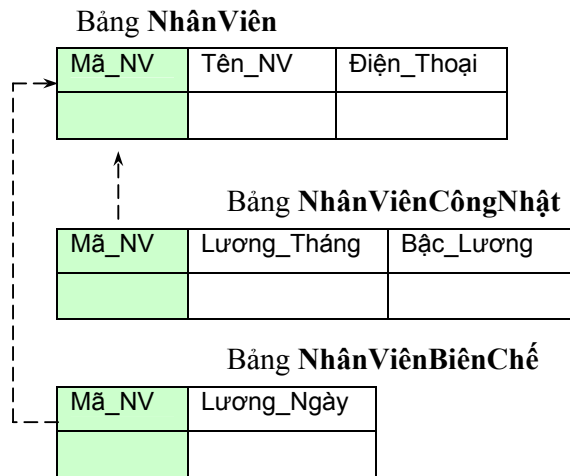 Bảng NhânViên
Mã_NV Tên_NV Điện_Thoại
Bảng NhânViênCôngNhật
Mã_NV Lương_Tháng Bậc_Lương
Bảng NhânViênBiênChế
Mã_NV Lương_Ngày